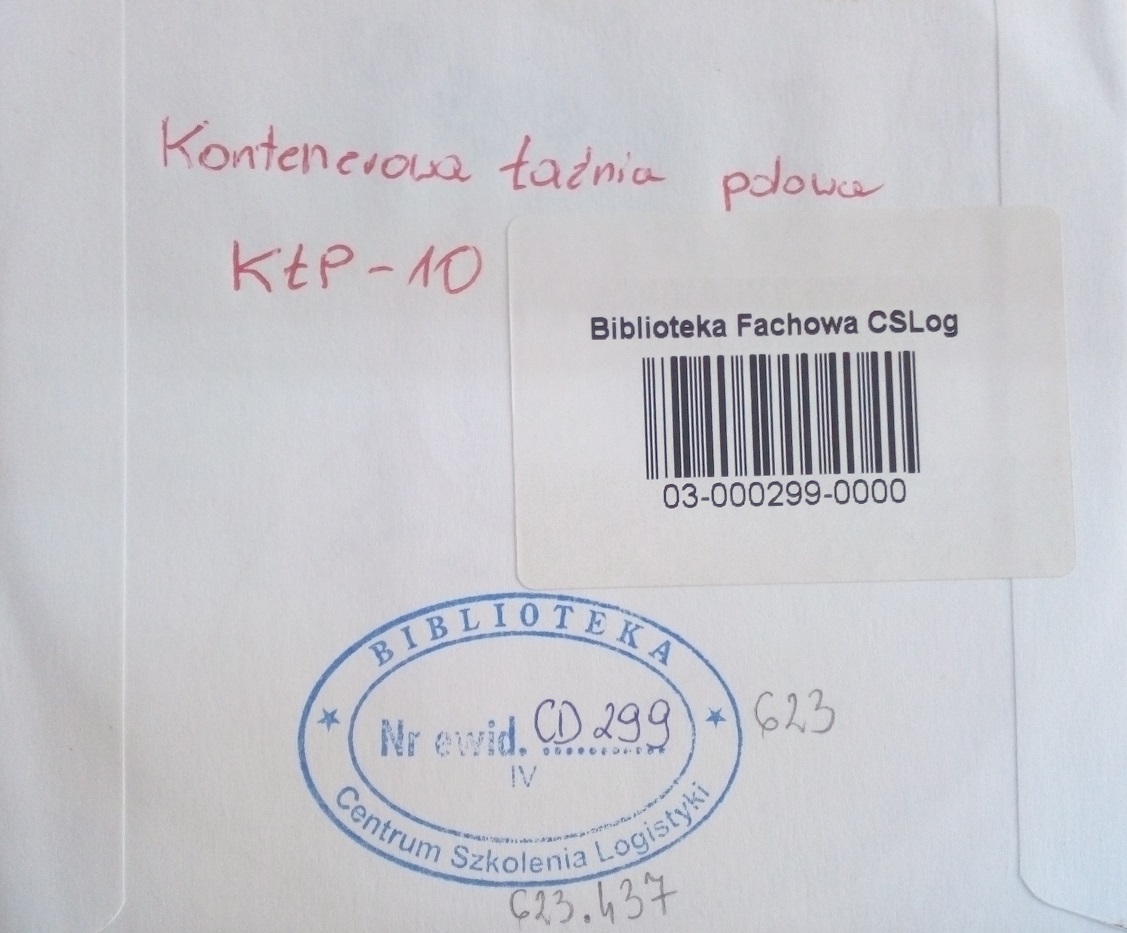 Kontenerowa łaźnia polowa
KŁP-10
Biblioteka Fachowa CSLog
03-000299-0000
BIBLIOTEKA
Nr ewid. CD 299
IV
Centrum Szkolenia Logistyki
623
623.437